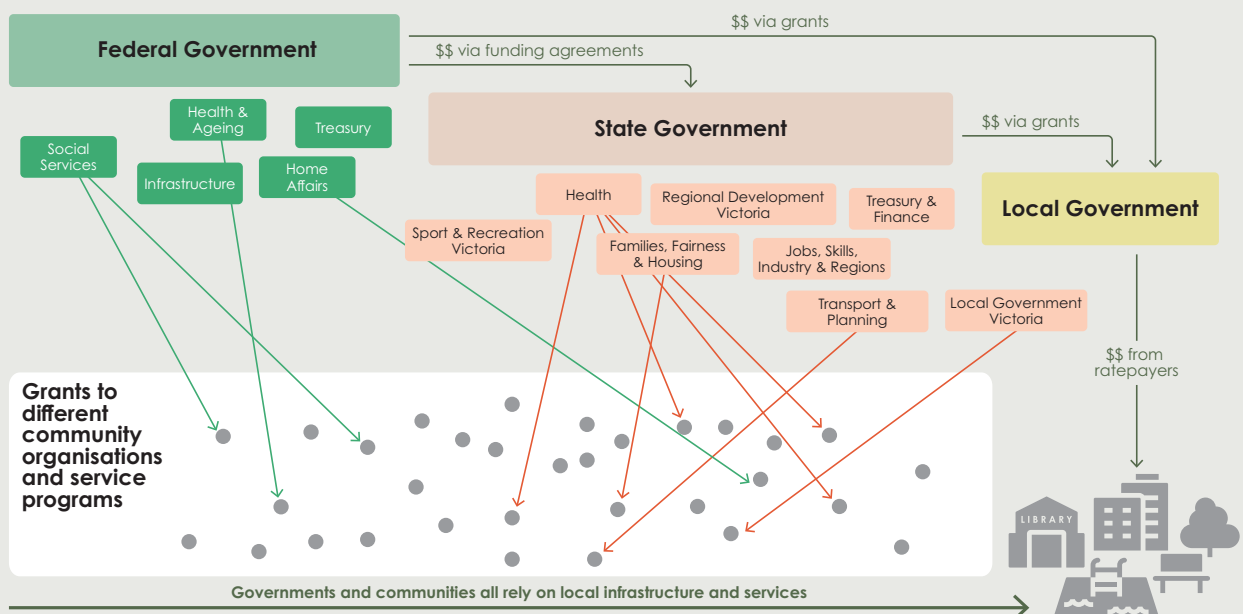 Federal Government
$$ via grants
$$ via funding agreements
State Government
$$ via grants
Local Government
Health &
Ageing
Treasury
Social
Services
Infrastructure
Home
Affairs
Health
Regional Development
Victoria
Treasury &
Finance
Sport & Recreation
Victoria
Families, Fairness
& Housing
Jobs, Skills,
Industry & Regions
Transport &
Planning
Local Government
Victoria
$$ from
ratepayers
Grants to
different
community
organisations
and service
programs
LIBRARY
Governments and communities all rely on local infrastructure and services